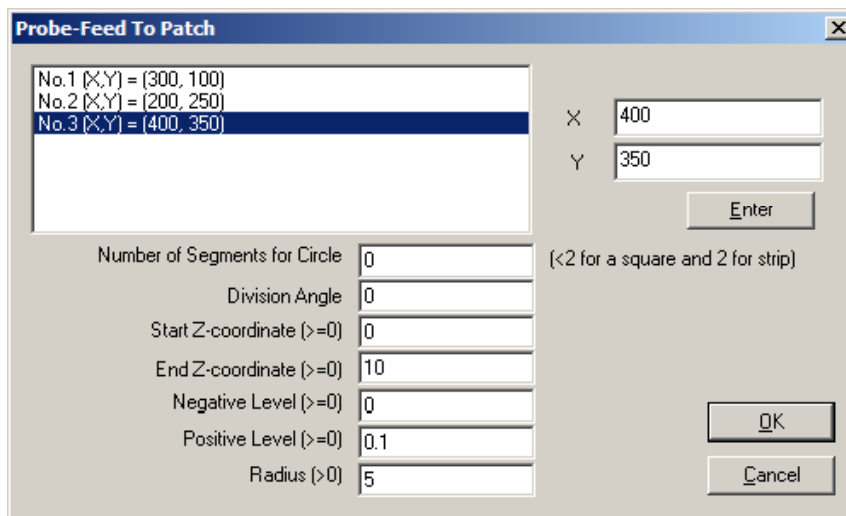 Probe-Feed To Patch
No.1 (X,Y) = (300, 100)
No.2 (X,Y) = (200, 250)
No.3 (X,Y) = (400, 350)
X 400
Y 350
Enter
Number of Segments for Circle 0 (<2 for a square and 2 for strip)
Division Angle 0
Start Z-coordinate (>=0) 0
End Z-coordinate (>=0) 10
Negative Level (>=0) 0
Positive Level (>=0) 0.1
Radius (>0) 5
OK
Cancel